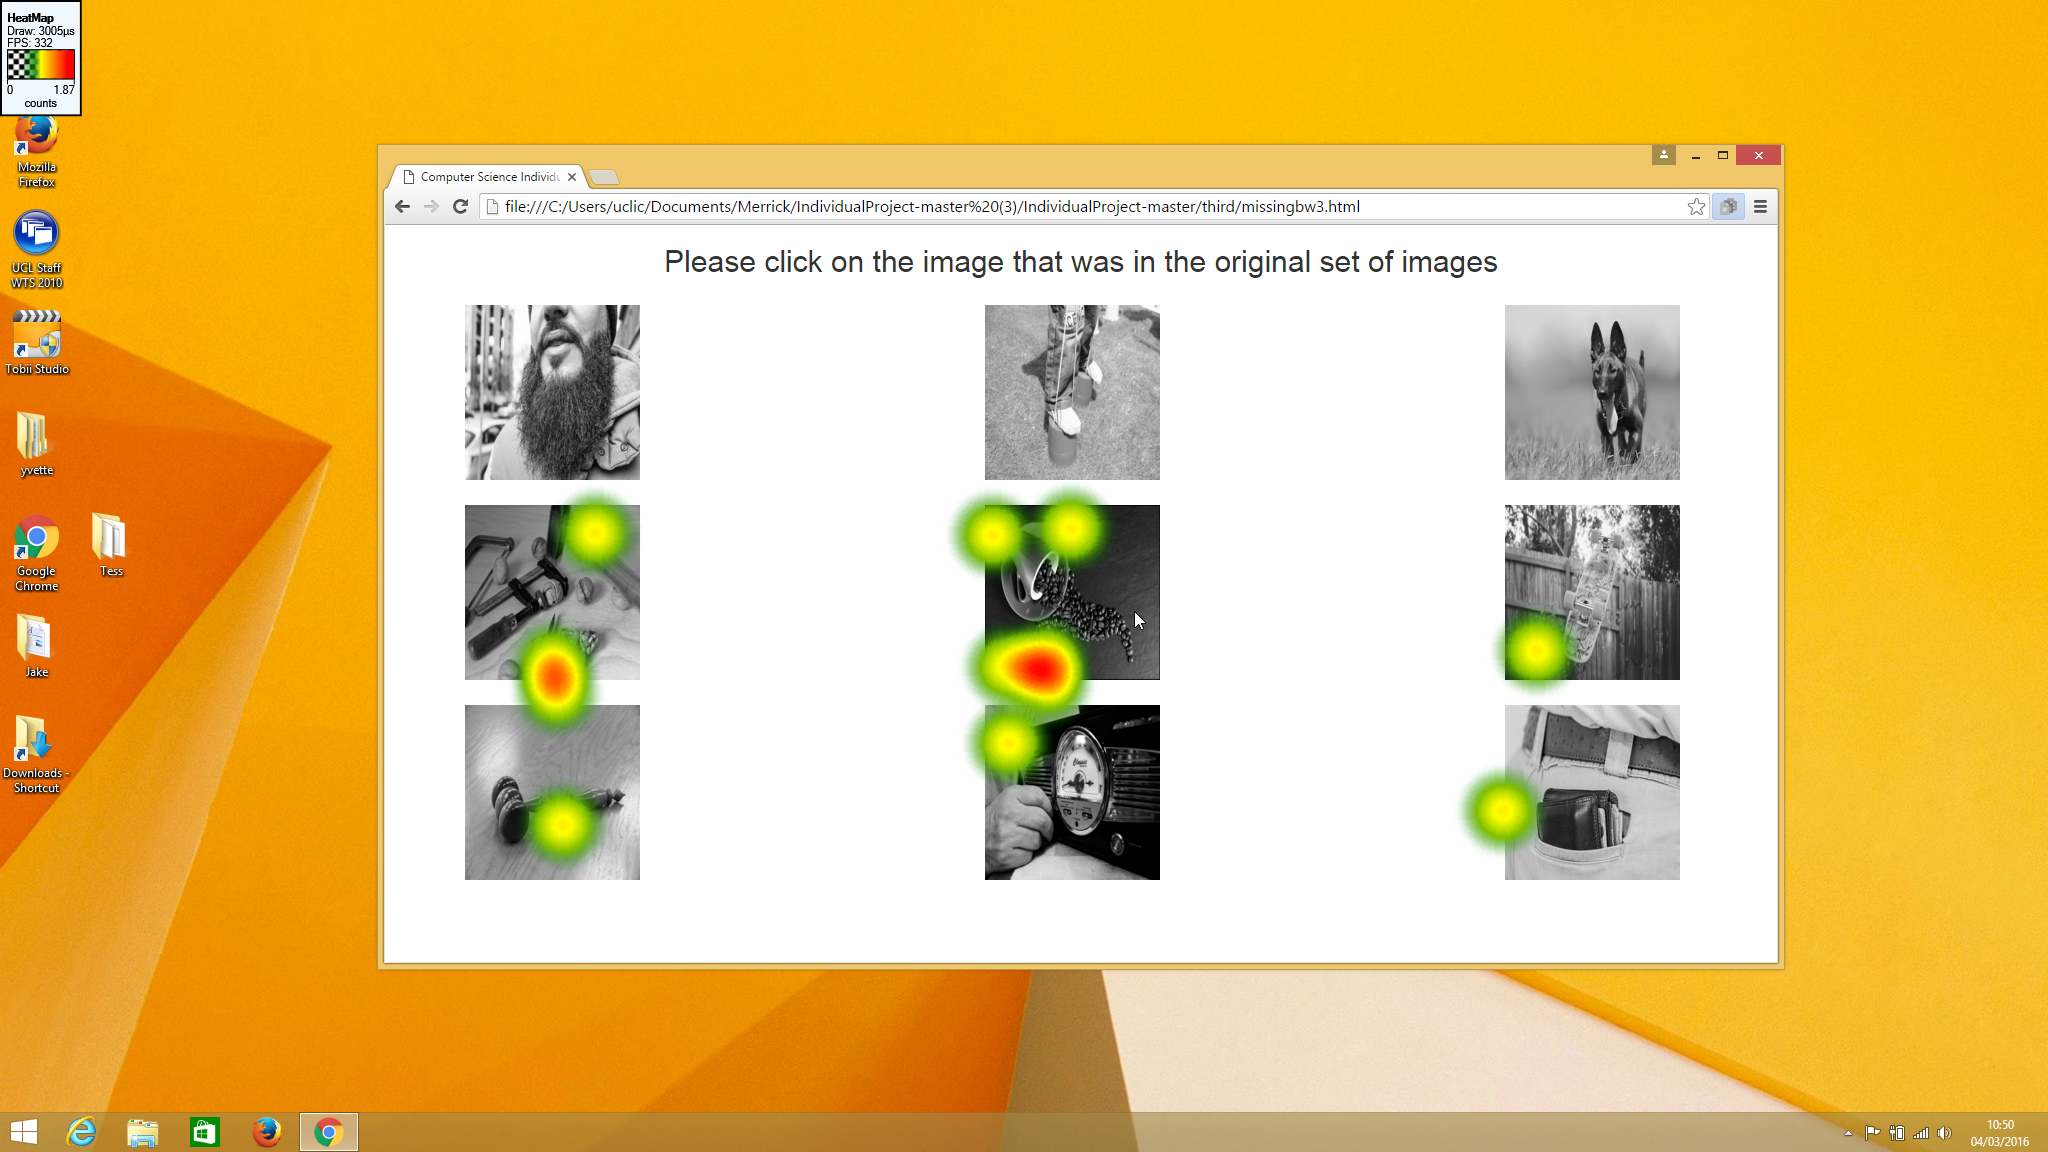 HeatMap
Draw: 3005µs
FPS: 332
0 1.87
counts
Mozilla
Firefox
UCL Staff
WTS 2010
Tobii Studio
yvette
Google
Chrome
Tess
Jake
Downloads -
Shortcut
Computer Science Individu
file:///C:/Users/uclic/Documents/Merrick/IndividualProject-master%20(3)/IndividualProject-master/third/missingbw3.html
Please click on the image that was in the original set of images
Classic
10:50
04/03/2016